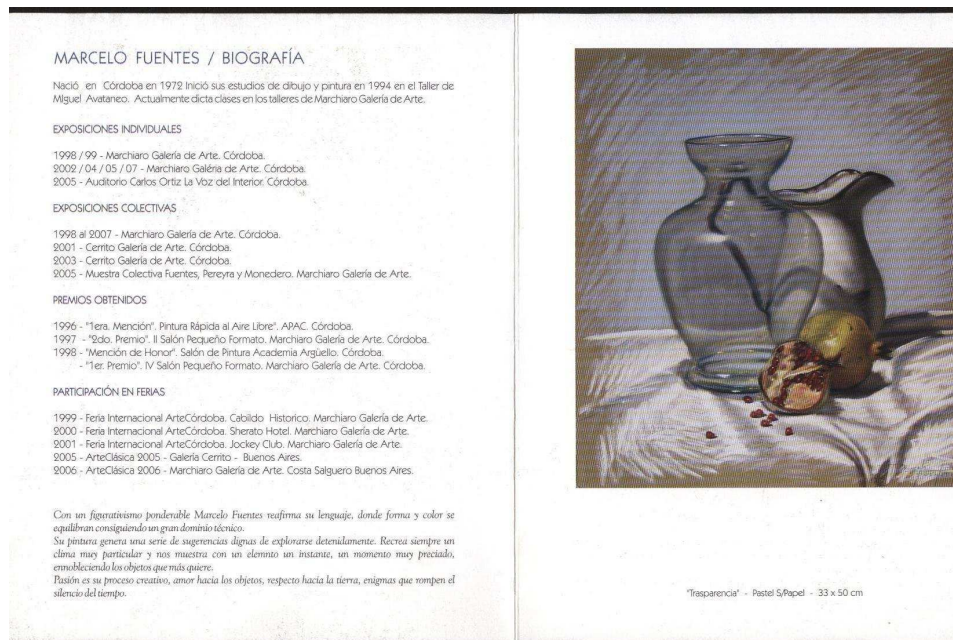 MARCELO FUENTES / BIOGRAFÍA
Nació en Córdoba en 1972 Inició sus estudios de dibujo y pintura en 1994 en el Taller de
MIguel Avataneo. Actualmente dicta clases en los talleres de Marchiaro Galería de Arte.
EXPOSICIONES INDIVIDUALES
1998 / 99 - Marchiaro Galería de Arte. Córdoba.
2002 / 04 / 05 / 07 - Marchiaro Galéria de Arte. Córdoba.
2005 - Auditorio Carlos Ortiz La Voz del Interior. Córdoba.
EXPOSICIONES COLECTIVAS
1998 al 2007 - Marchiaro Galería de Arte. Córdoba.
2001 - Cerrito Galería de Arte. Córdoba.
2003 - Cerrito Galería de Arte. Córdoba.
2005 - Muestra Colectiva Fuentes, Pereyra y Monedero. Marchiaro Galería de Arte.
PREMIOS OBTENIDOS
1996 - "1era. Mención". Pintura Rápida al Aire Libre". APAC. Córdoba.
1997 - "2do. Premio". II Salón Pequeño Formato. Marchiaro Galería de Arte. Córdoba.
1998 - "Mención de Honor". Salón de Pintura Academia Argüello. Córdoba.
- "1er. Premio". IV Salón Pequeño Formato. Marchiaro Galería de Arte. Córdoba.
PARTICIPACIÓN EN FERIAS
1999 - Feria Internacional ArteCórdoba. Cabildo Historico. Marchiaro Galería de Arte.
2000 - Feria Internacional ArteCórdoba. Sherato Hotel. Marchiaro Galería de Arte.
2001 - Feria Internacional ArteCórdoba. Jockey Club. Marchiaro Galería de Arte.
2005 - ArteClásica 2005 - Galería Cerrito - Buenos Aires.
2006 - ArteClásica 2006 - Marchiaro Galería de Arte. Costa Salguero Buenos Aires.
Con un figurativismo ponderable Marcelo Fuentes reafirma su lenguaje, donde forma y color se
equilibran consiguiendo un gran dominio técnico.
Su pintura genera una serie de sugerencias dignas de explorarse detenidamente. Recrea siempre un
clima muy particular y nos muestra con un elemnto un instante, un momento muy preciado,
ennobleciendo los objetos que más quiere.
Pasión es su proceso creativo, amor hacia los objetos, respecto hacia la tierra, enigmas que rompen el
silencio del tiempo.
"Trasparencia" - Pastel S/Papel - 33 x 50 cm